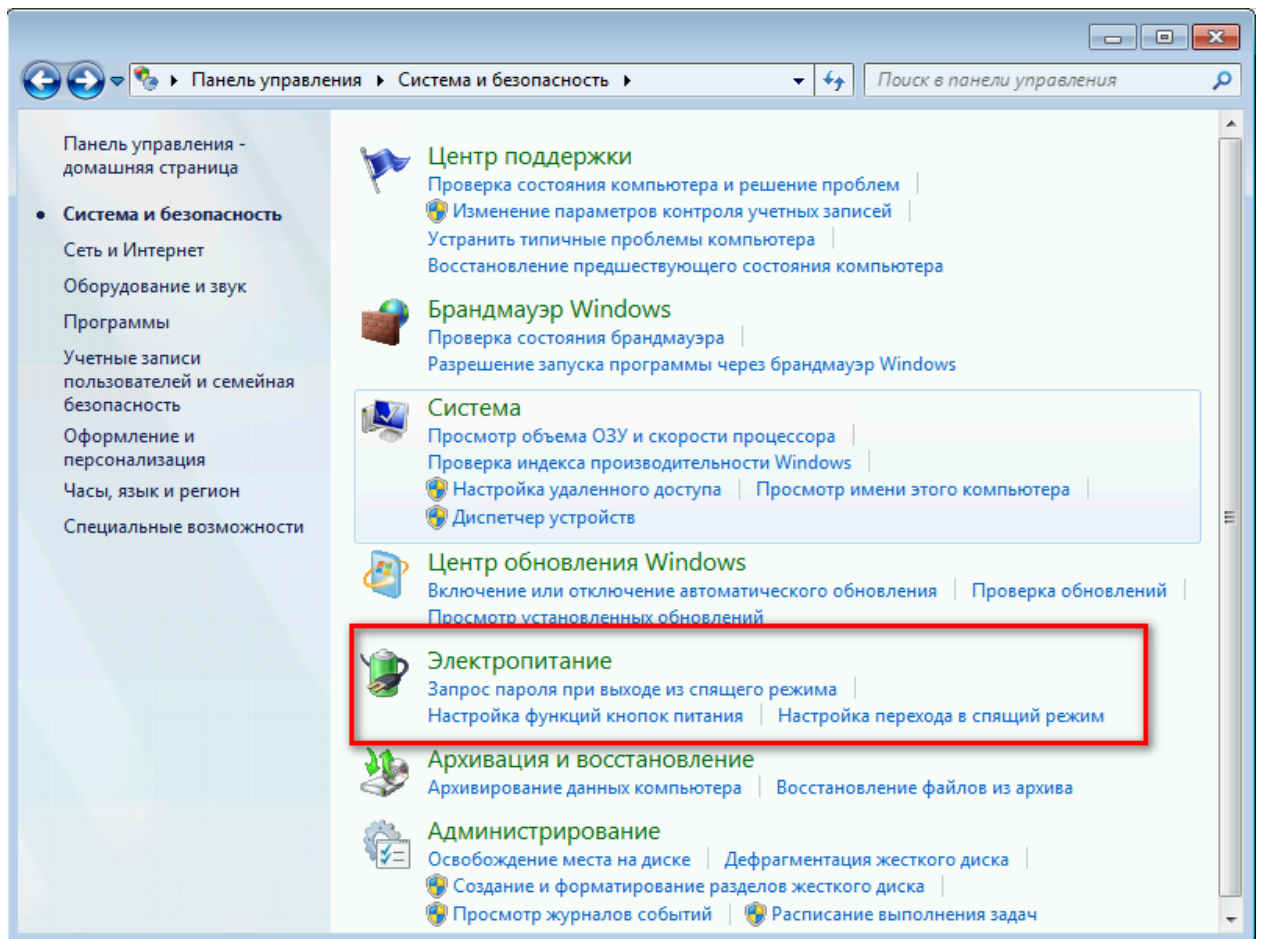 Панель управления ▸ Система и безопасность ▸
Поиск в панели управления
Панель управления -
домашняя страница
Система и безопасность
Сеть и Интернет
Оборудование и звук
Программы
Учетные записи
пользователей и семейная
безопасность
Оформление и
персонализация
Часы, язык и регион
Специальные возможности
Центр поддержки
Проверка состояния компьютера и решение проблем
Изменение параметров контроля учетных записей
Устранить типичные проблемы компьютера
Восстановление предшествующего состояния компьютера
Брандмауэр Windows
Проверка состояния брандмауэра
Разрешение запуска программы через брандмауэр Windows
Система
Просмотр объема ОЗУ и скорости процессора
Проверка индекса производительности Windows
Настройка удаленного доступа | Просмотр имени этого компьютера
Диспетчер устройств
Центр обновления Windows
Включение или отключение автоматического обновления | Проверка обновлений
Просмотр установленных обновлений
Электропитание
Запрос пароля при выходе из спящего режима
Настройка функций кнопок питания | Настройка перехода в спящий режим
Архивация и восстановление
Архивирование данных компьютера | Восстановление файлов из архива
Администрирование
Освобождение места на диске | Дефрагментация жесткого диска
Создание и форматирование разделов жесткого диска
Просмотр журналов событий | Расписание выполнения задач